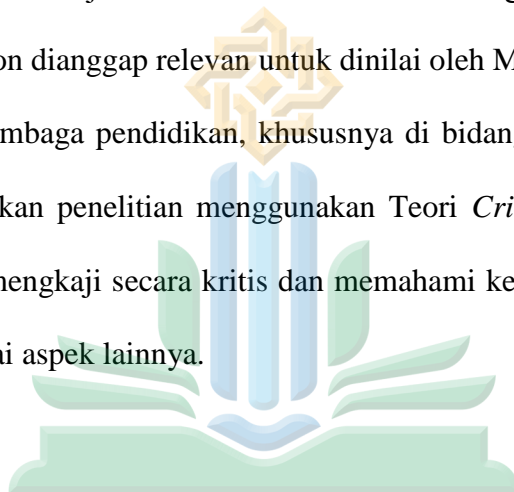 on dianggap relevan untuk dinilai oleh M
mbaga pendidikan, khususnya di bidang
kan penelitian menggunakan Teori Cri
mengkaji secara kritis dan memahami ke
ai aspek lainnya.